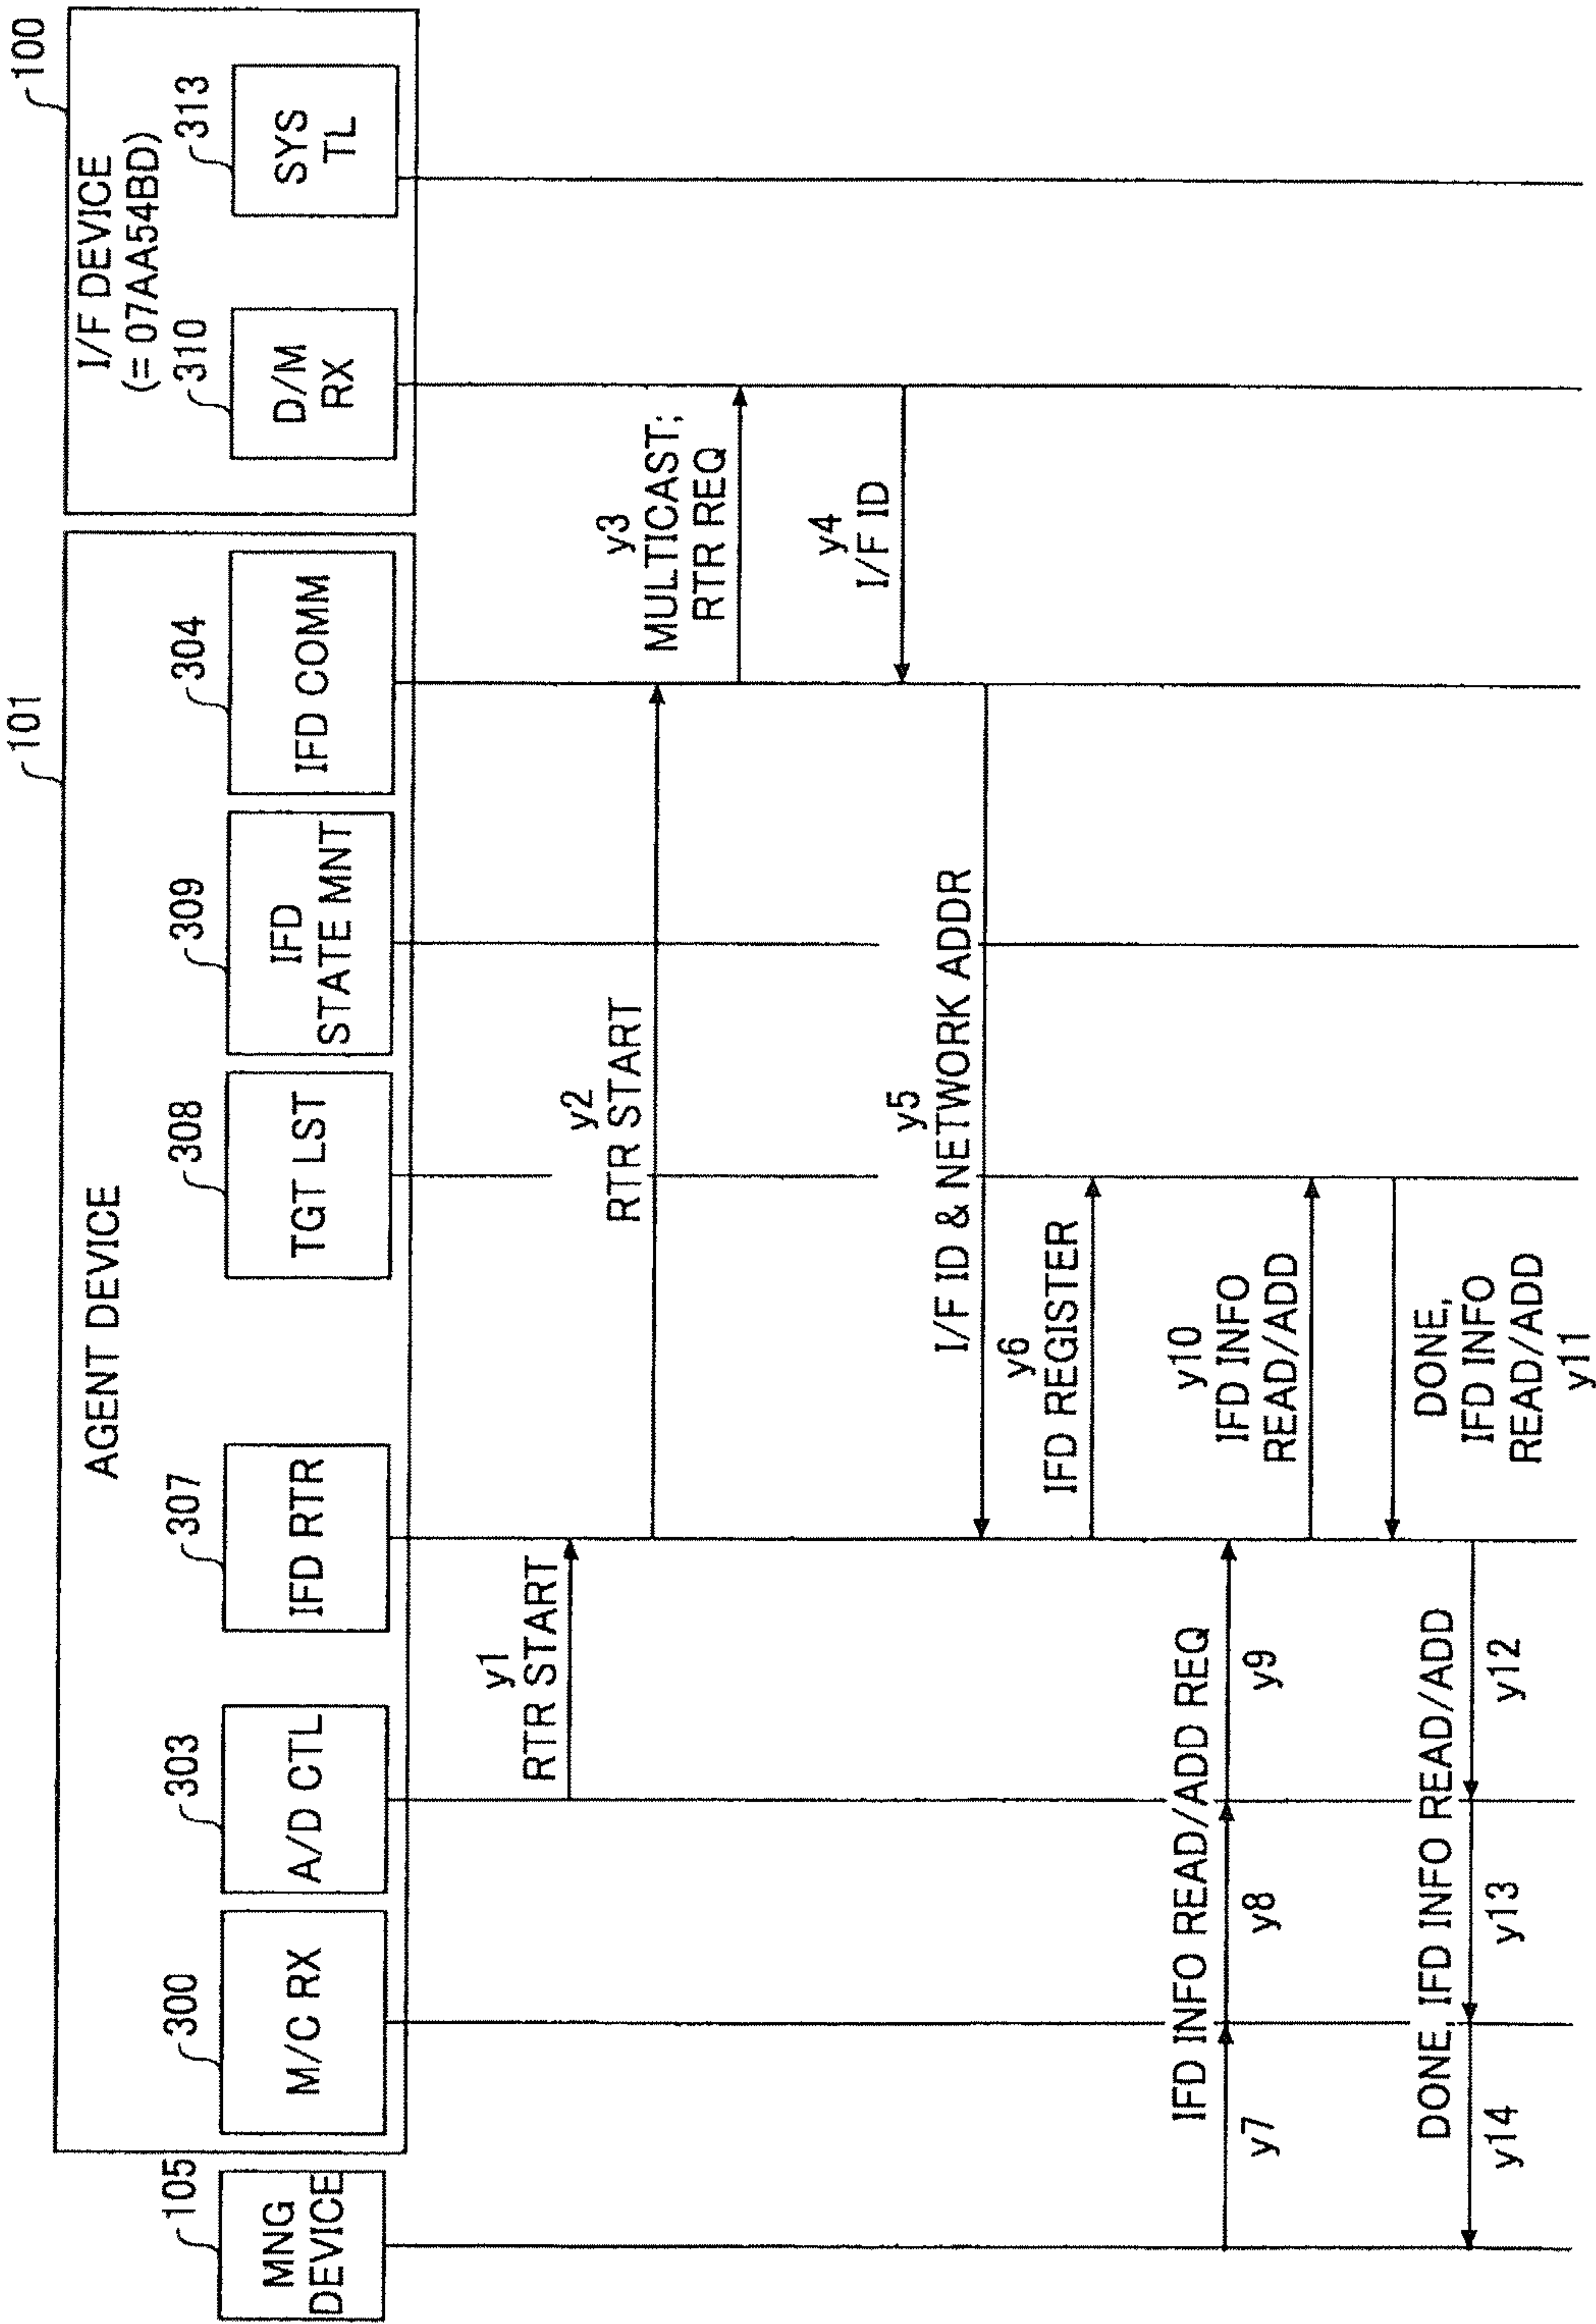 101
100
AGENT DEVICE
I/F DEVICE
(= 07AA54BD)
105
300
303
307
308
309
304
310
313
MNG
DEVICE
M/C RX
A/D CTL
IFD RTR
TGT LST
IFD
STATE MNT
IFD COMM
D/M
RX
SYS
TL
y1
RTR START
y2
RTR START
y3
MULTICAST;
RTR REQ
y4
I/F ID
y5
I/F ID & NETWORK ADDR
y6
IFD REGISTER
IFD INFO READ/ADD REQ
y7
y8
y9
y10
IFD INFO
READ/ADD
DONE,
IFD INFO
READ/ADD
y11
DONE, IFD INFO READ/ADD
y14
y13
y12